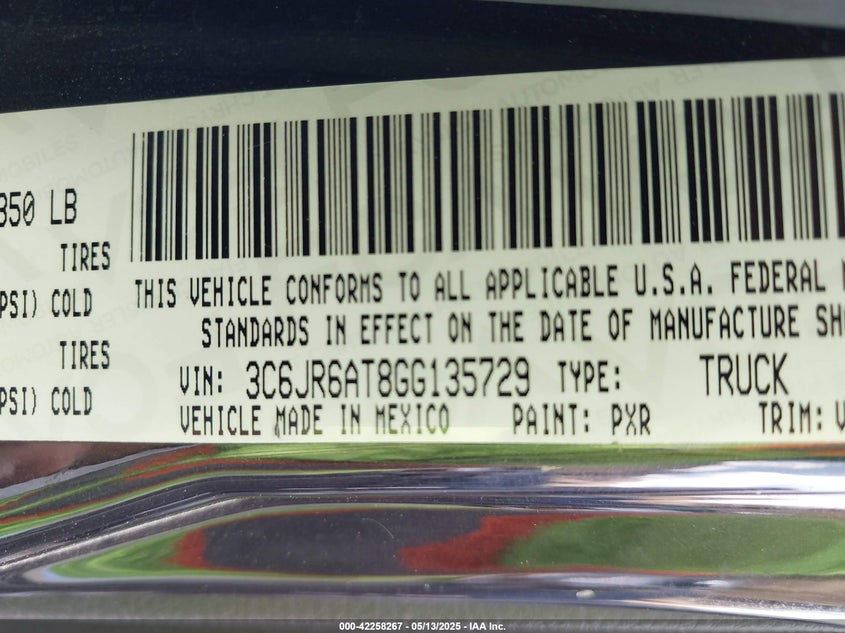 350 LB
TIRES
PSI) COLD
TIRES
PSI) COLD
THIS VEHICLE CONFORMS TO ALL APPLICABLE U.S.A. FEDERAL
STANDARDS IN EFFECT ON THE DATE OF MANUFACTURE SH
VIN: 3C6JR6AT8GG135729 TYPE: TRUCK
VEHICLE MADE IN MEXICO PAINT: PXR TRIM:
000-42258267 - 05/13/2025 - IAA Inc.